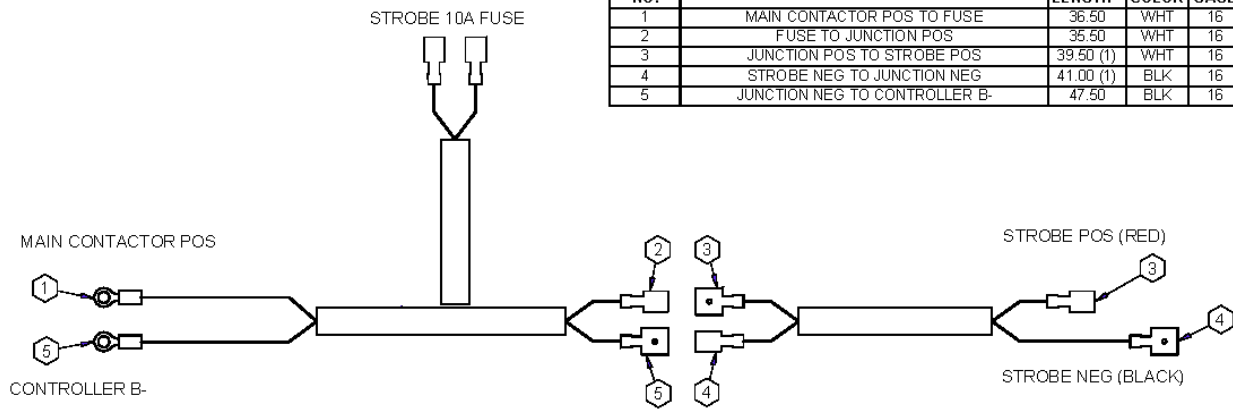 STROBE 10A FUSE
1 MAIN CONTACTOR POS TO FUSE 36.50 WHT 16
2 FUSE TO JUNCTION POS 35.50 WHT 16
3 JUNCTION POS TO STROBE POS 39.50 (1) WHT 16
4 STROBE NEG TO JUNCTION NEG 41.00 (1) BLK 16
5 JUNCTION NEG TO CONTROLLER B- 47.50 BLK 16
MAIN CONTACTOR POS
STROBE POS (RED)
2 3
1 3
5 4
5 4
CONTROLLER B-
STROBE NEG (BLACK)